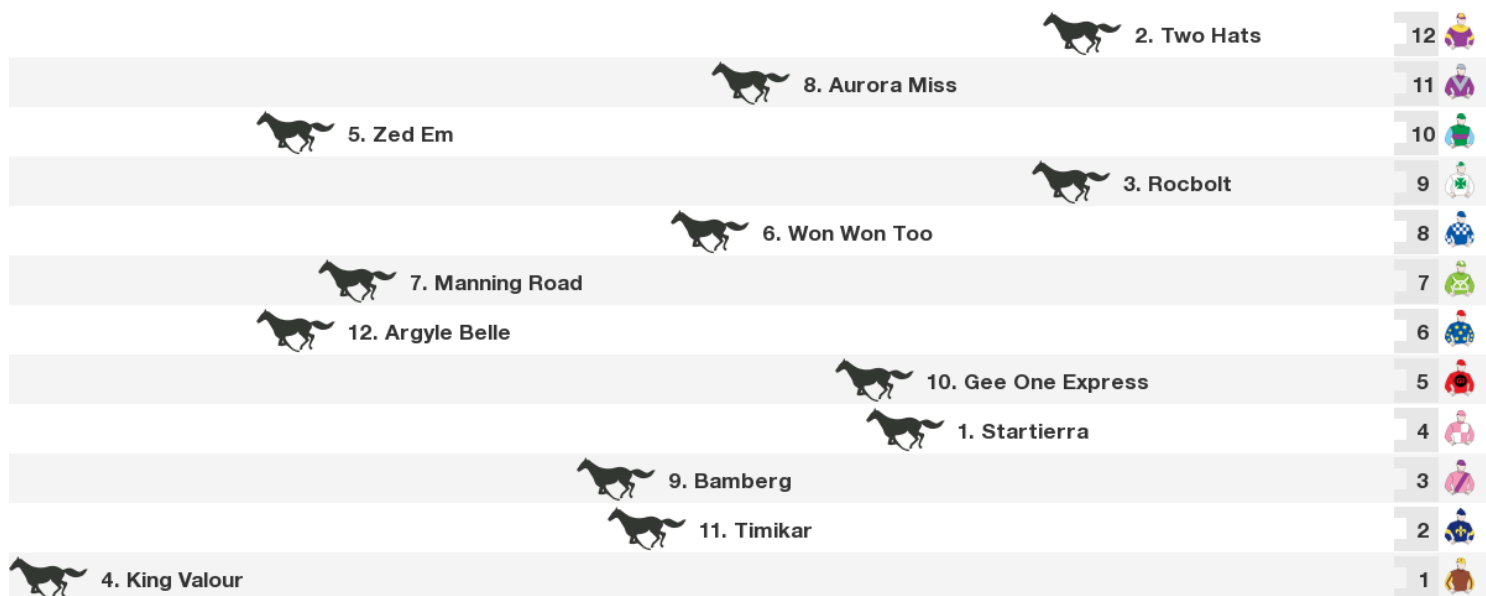 2. Two Hats 12
8. Aurora Miss 11
5. Zed Em 10
3. Rocbolt 9
6. Won Won Too 8
7. Manning Road 7
12. Argyle Belle 6
10. Gee One Express 5
1. Startierra 4
9. Bamberg 3
11. Timikar 2
4. King Valour 1